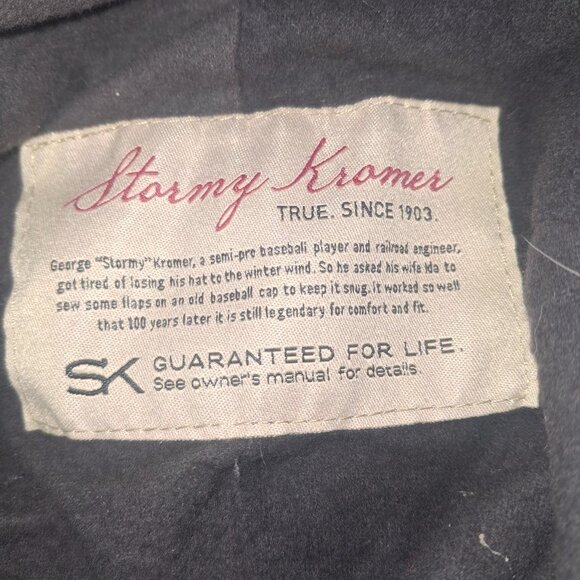 Stormy Kromer
TRUE. SINCE 1903.
George "Stormy" Kromer, a semi-pro baseball player and railroad engineer,
got tired of losing his hat to the winter wind. So he asked his wife Ida to
sew some flaps on an old baseball cap to keep it snug. It worked so well
that 100 years later it is still legendary for comfort and fit.
SK GUARANTEED FOR LIFE.
See owner's manual for details.